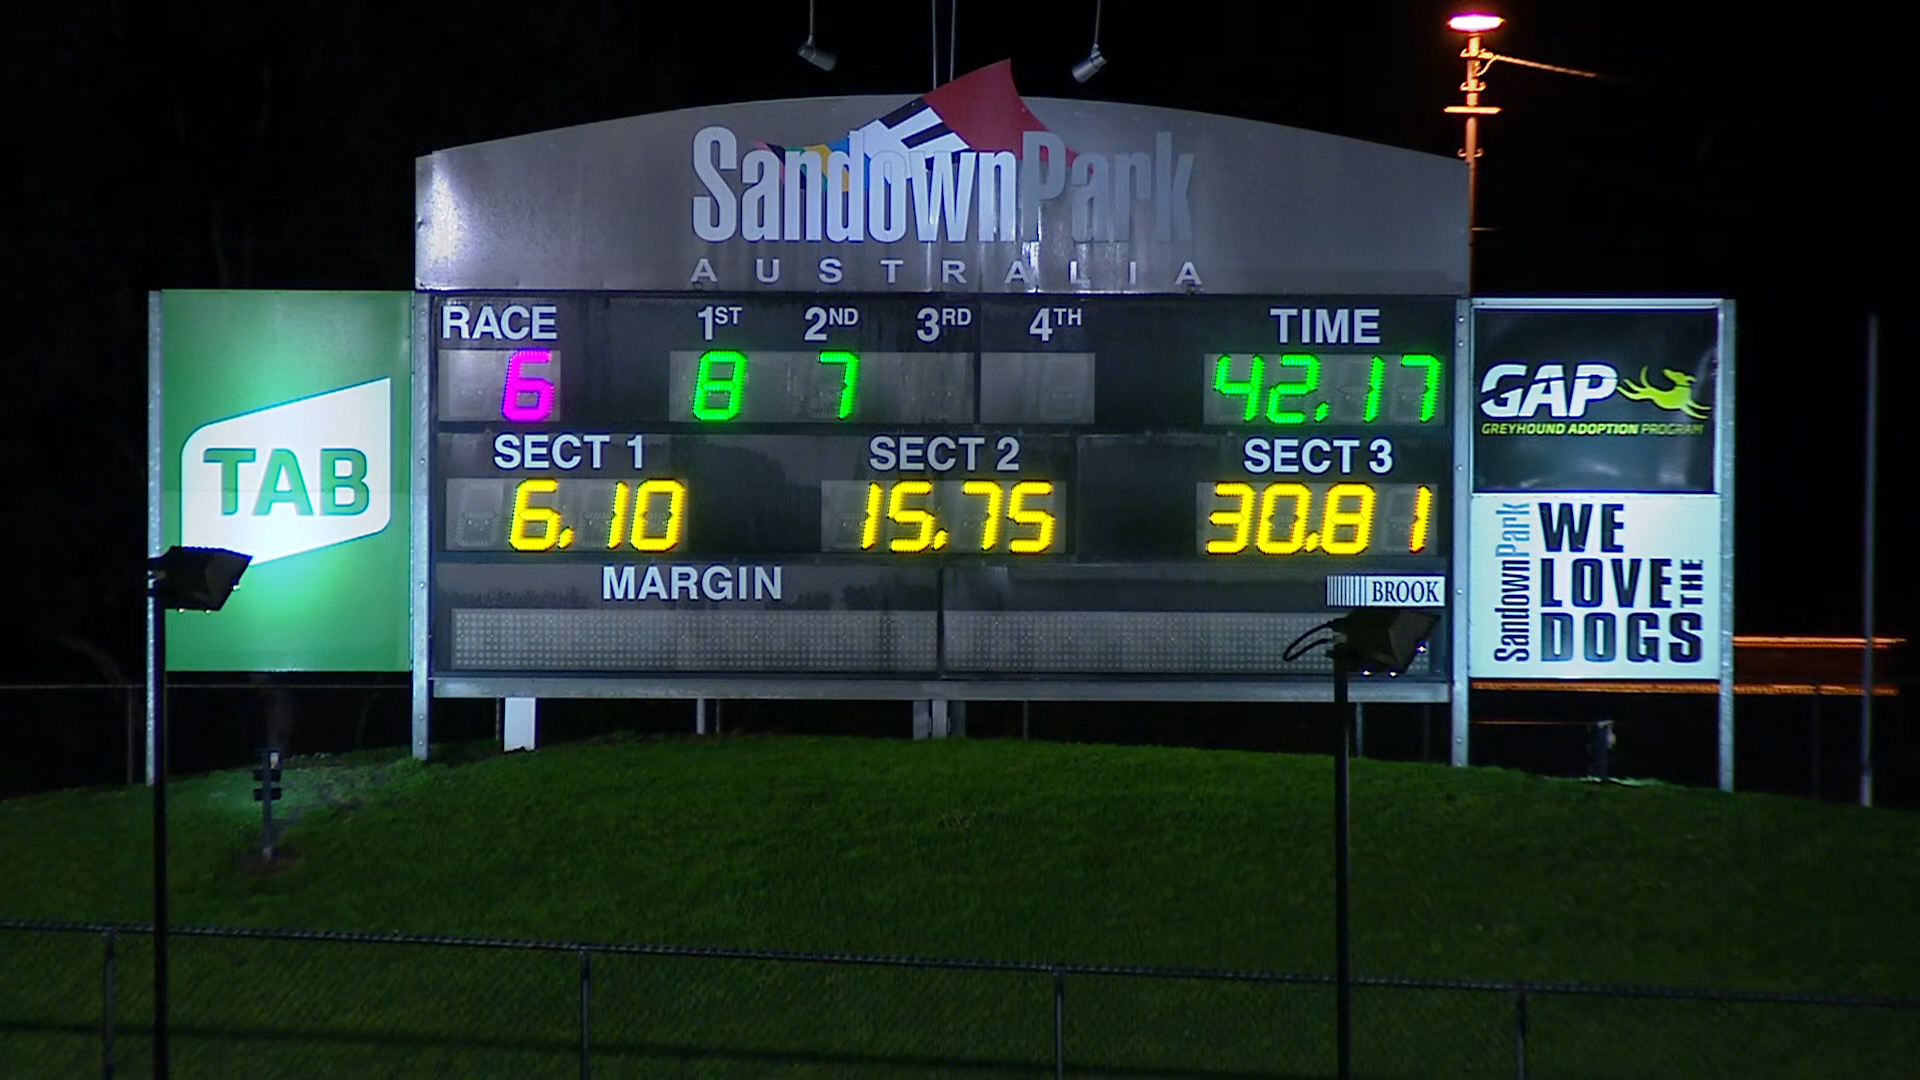 SandownPark
AUSTRALIA
RACE 1ST 2ND 3RD 4TH TIME
6 8 7 42.17
SECT 1 SECT 2 SECT 3
6.10 15.75 30.81
MARGIN
BROOK
TAB
GAP
GREYHOUND ADOPTION PROGRAM
SandownPark
WE
LOVE THE
DOGS